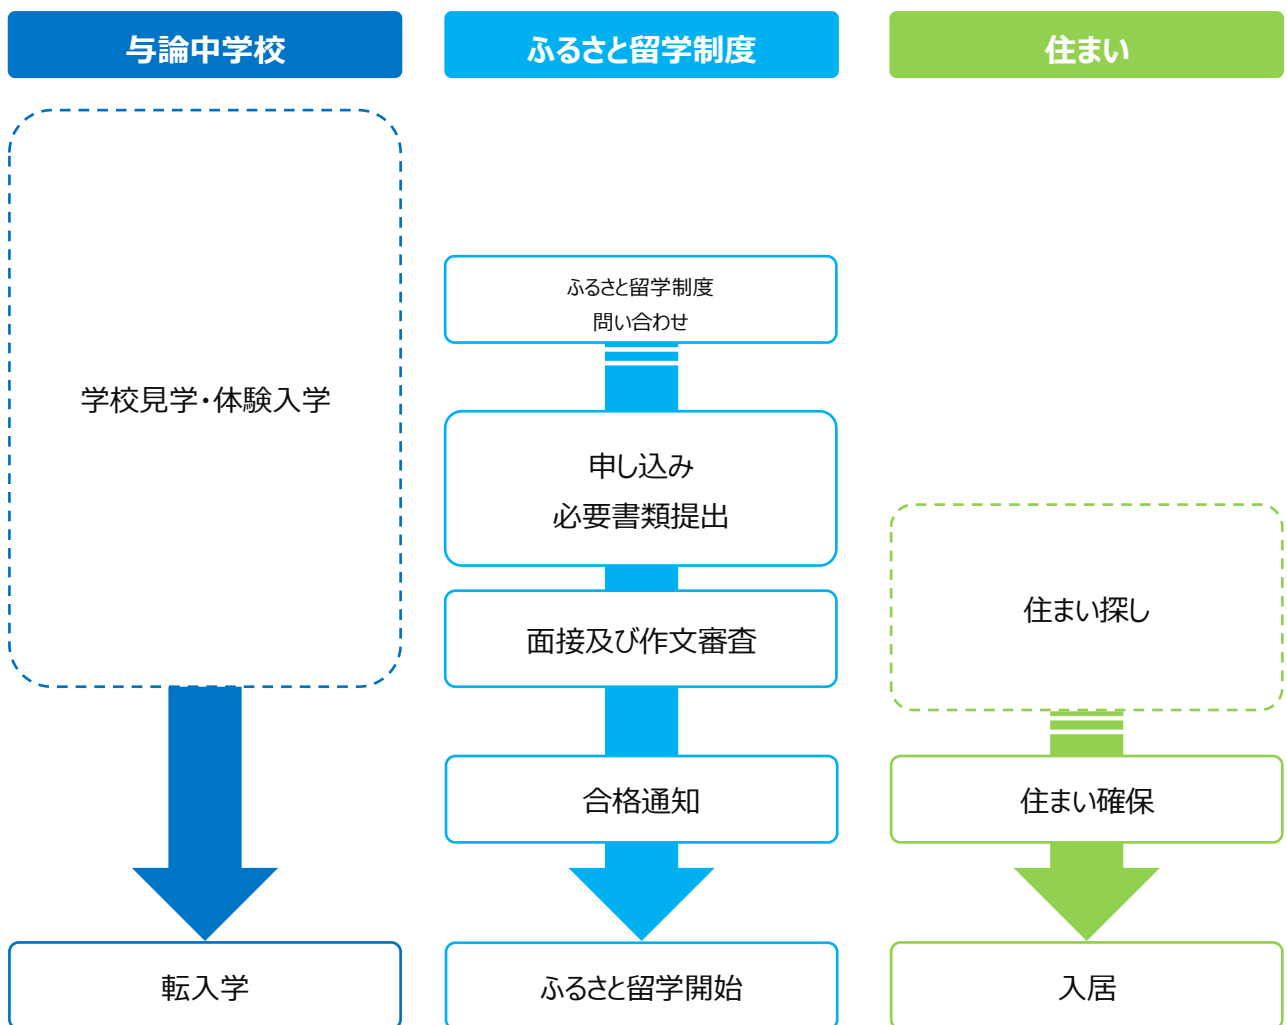 与論中学校
ふるさと留学制度
住まい
学校見学・体験入学
ふるさと留学制度
問い合わせ
申し込み
必要書類提出
面接及び作文審査
住まい探し
合格通知
住まい確保
転入学
ふるさと留学開始
入居